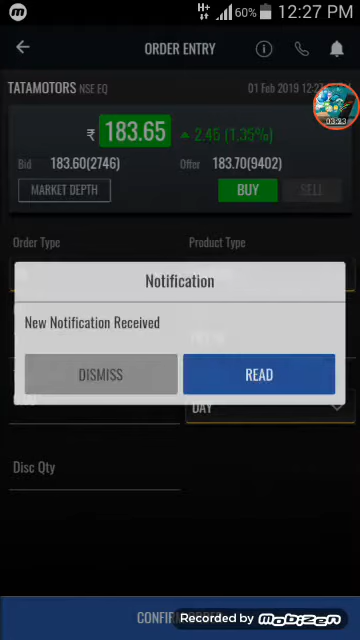 H+ 60% 12:27 PM
ORDER ENTRY
TATAMOTORS NSE EQ 01 Feb 2019
03:23
₹ 183.65 2.45 (1.35%)
Bid 183.60(2746) Offer 183.70(9402)
MARKET DEPTH BUY SELL
Order Type Product Type
Notification
New Notification Received
DISMISS READ
DAY
Disc Qty
Recorded by MOBIZEN